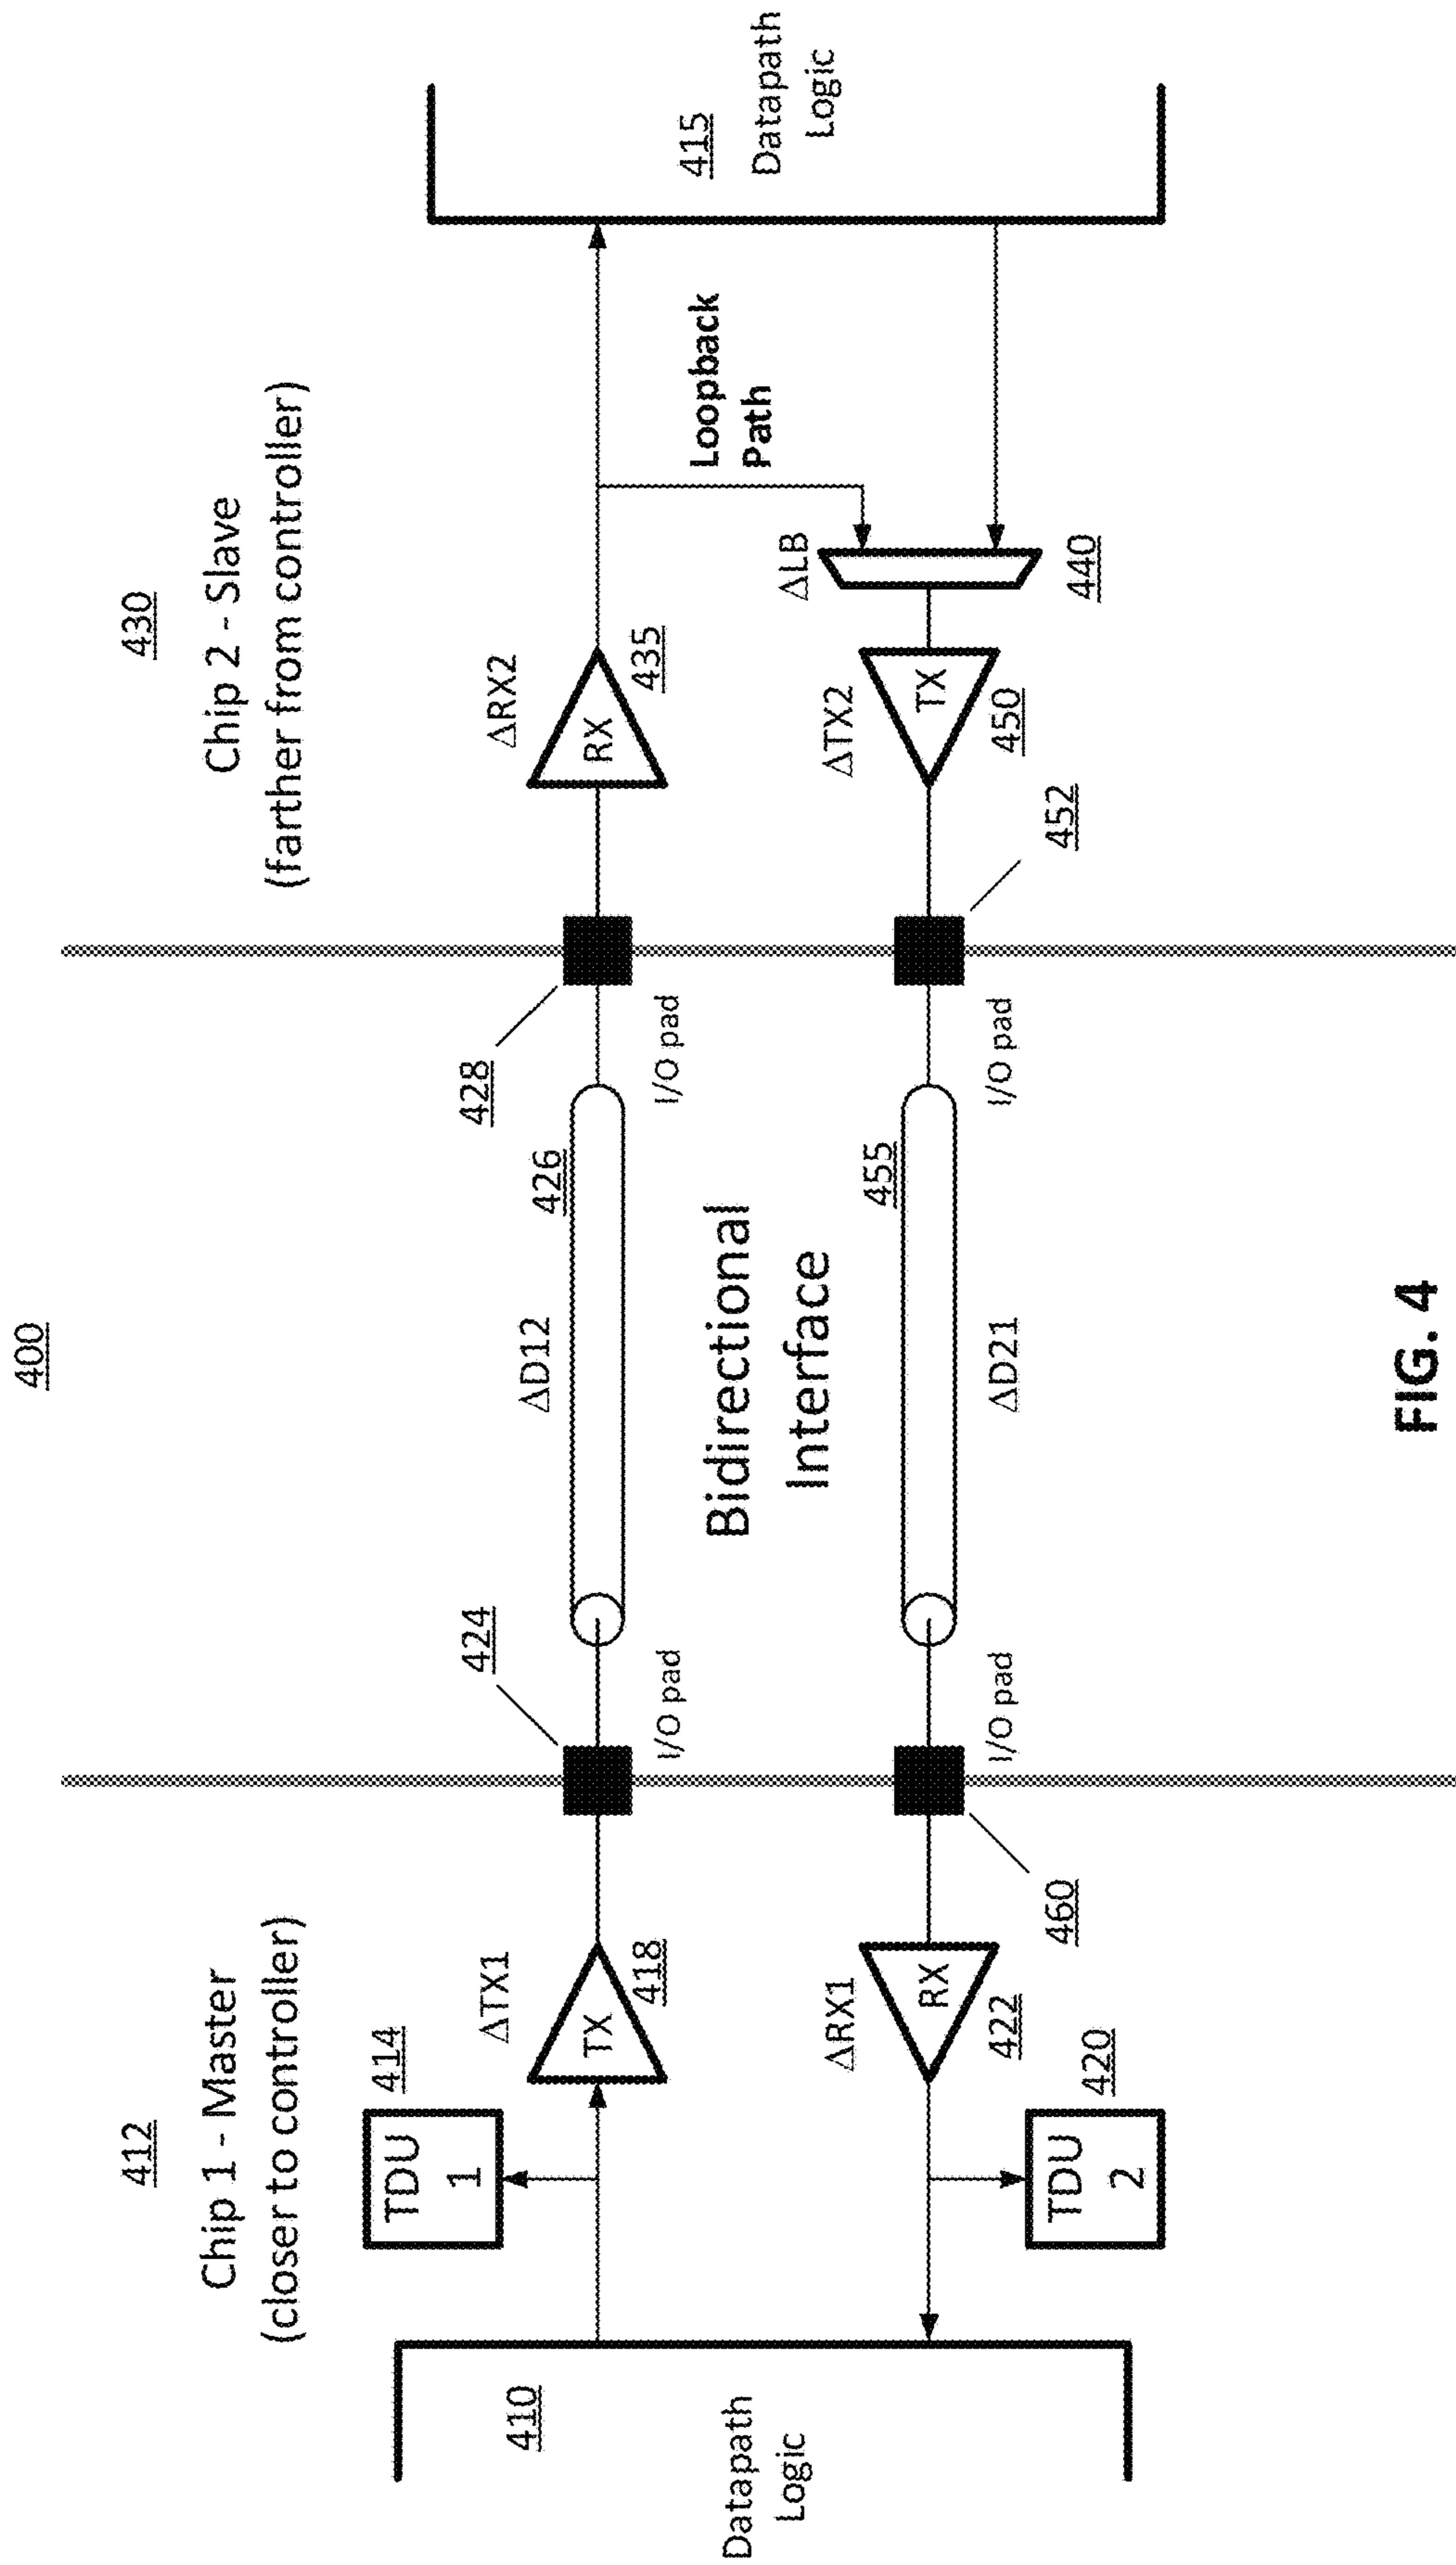 400
412
Chip 1 - Master
(closer to controller)
430
Chip 2 - Slave
(farther from controller)
TDU
1
414
ΔTX1
TX
418
424
I/O pad
ΔD12
426
428
I/O pad
ΔRX2
RX
435
410
Datapath
Logic
Bidirectional
Interface
Loopback
Path
415
Datapath
Logic
ΔRX1
RX
422
TDU
2
420
460
I/O pad
455
ΔD21
I/O pad
452
ΔTX2
TX
450
ΔLB
440
FIG. 4